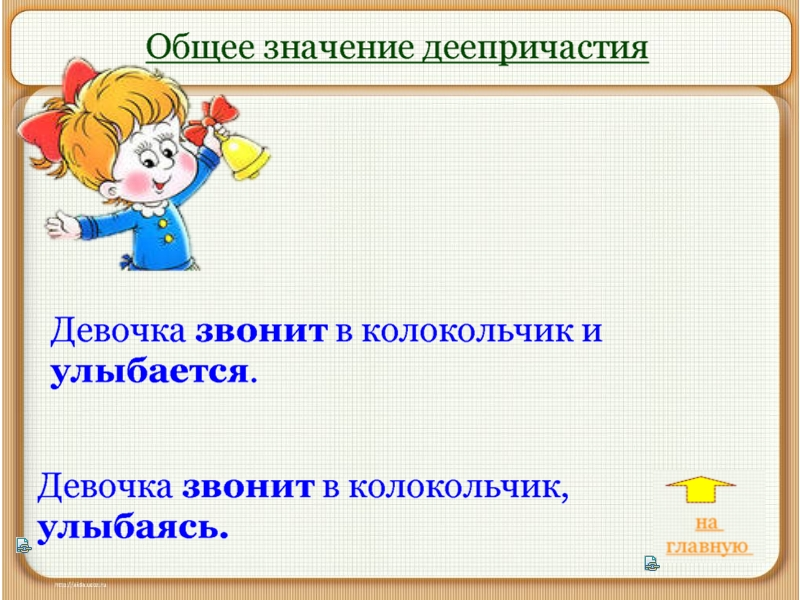 Общее значение деепричастия
Девочка звонит в колокольчик и
улыбается.
Девочка звонит в колокольчик,
улыбаясь.
на
главную